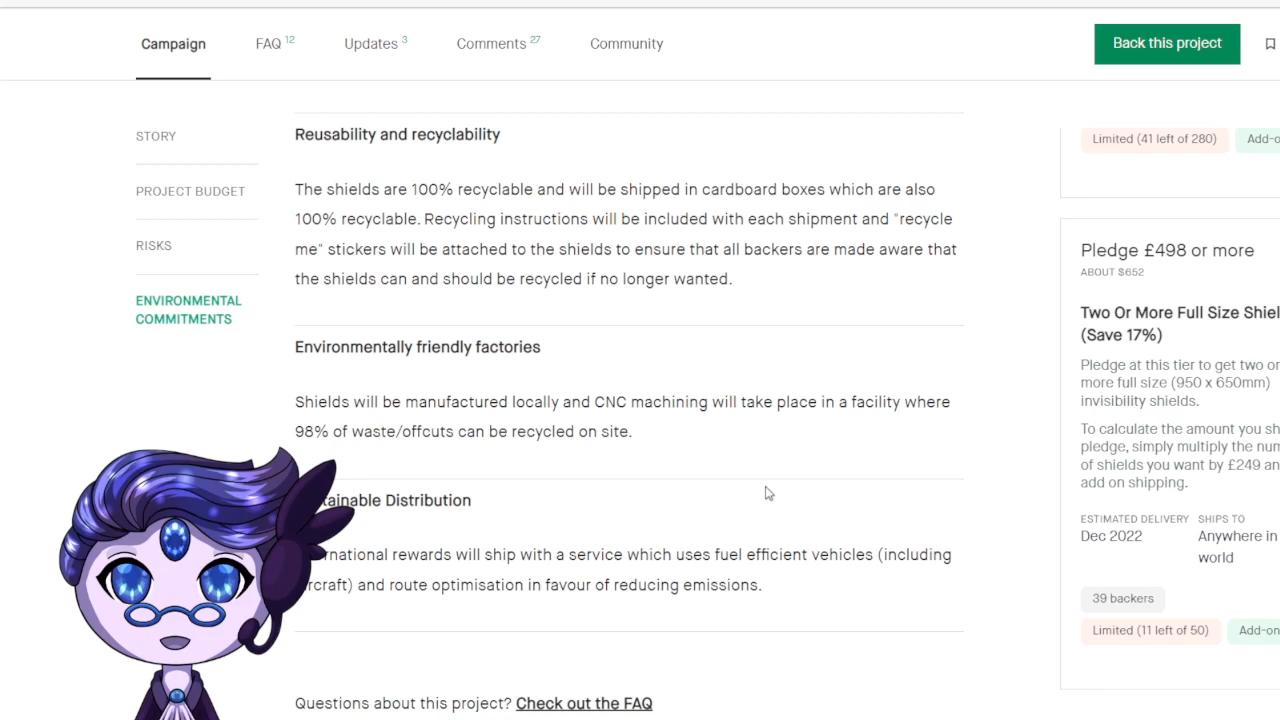 Campaign
FAQ 12
Updates 3
Comments 27
Community
Back this project
STORY
PROJECT BUDGET
RISKS
ENVIRONMENTAL
COMMITMENTS
Reusability and recyclability
The shields are 100% recyclable and will be shipped in cardboard boxes which are also
100% recyclable. Recycling instructions will be included with each shipment and "recycle
me" stickers will be attached to the shields to ensure that all backers are made aware that
the shields can and should be recycled if no longer wanted.
Environmentally friendly factories
Shields will be manufactured locally and CNC machining will take place in a facility where
98% of waste/offcuts can be recycled on site.
tainable Distribution
rnational rewards will ship with a service which uses fuel efficient vehicles (including
rcraft) and route optimisation in favour of reducing emissions.
Questions about this project? Check out the FAQ
Limited (41 left of 280)
Add-o
Pledge £498 or more
ABOUT $652
Two Or More Full Size Shiel
(Save 17%)
Pledge at this tier to get two or
more full size (950 x 650mm)
invisibility shields.
To calculate the amount you sh
pledge, simply multiply the num
of shields you want by £249 an
add on shipping.
ESTIMATED DELIVERY
Dec 2022
SHIPS TO
Anywhere in
world
39 backers
Limited (11 left of 50)
Add-on